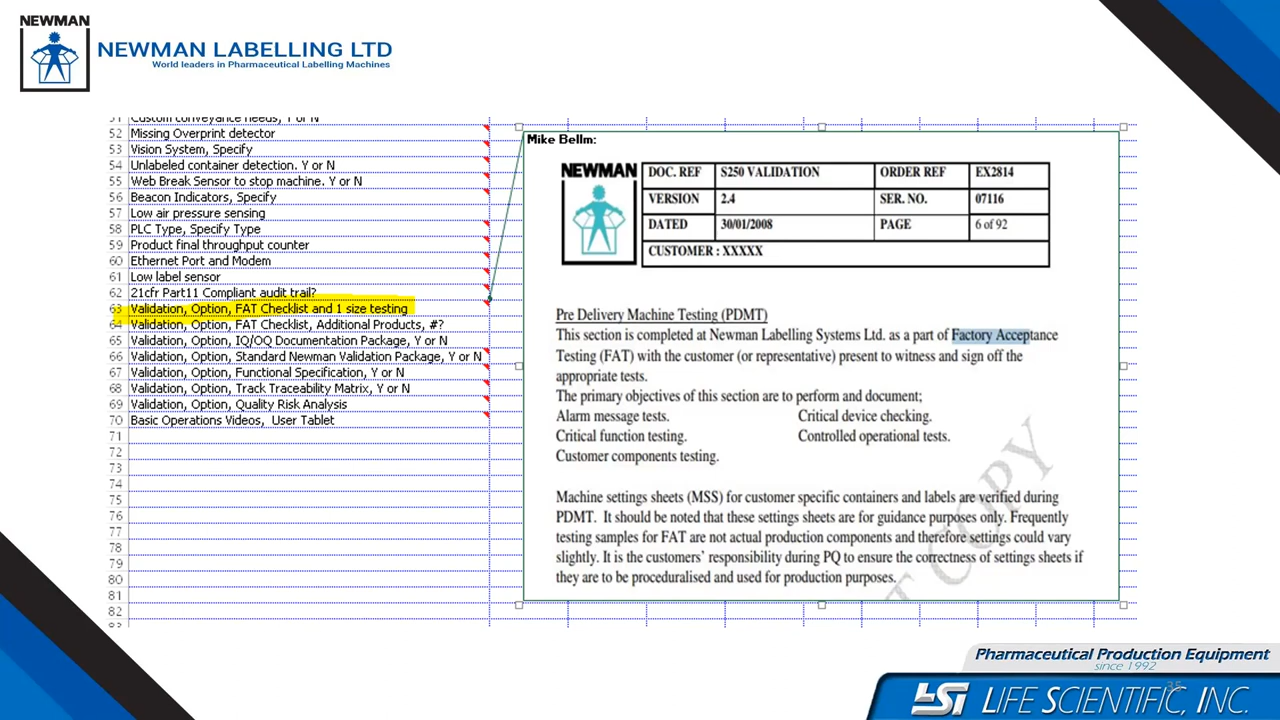 NEWMAN
NEWMAN LABELLING LTD
World leaders in Pharmaceutical Labelling Machines
51 Custom conveyance needs, Y or N
52 Missing Overprint detector
53 Vision System, Specify
54 Unlabeled container detection. Y or N
55 Web Break Sensor to stop machine. Y or N
56 Beacon Indicators, Specify
57 Low air pressure sensing
58 PLC Type, Specify Type
59 Product final throughput counter
60 Ethernet Port and Modem
61 Low label sensor
62 21cfr Part11 Compliant audit trail?
63 Validation, Option, FAT Checklist and 1 size testing
64 Validation, Option, FAT Checklist, Additional Products, #?
65 Validation, Option, IQ/OQ Documentation Package, Y or N
66 Validation, Option, Standard Newman Validation Package, Y or N
67 Validation, Option, Functional Specification, Y or N
68 Validation, Option, Track Traceability Matrix, Y or N
69 Validation, Option, Quality Risk Analysis
70 Basic Operations Videos, User Tablet
71
72
73
74
75
76
77
78
79
80
81
82
Mike Bellm:
NEWMAN
DOC. REF S250 VALIDATION ORDER REF EX2814
VERSION 2.4 SER. NO. 07116
DATED 30/01/2008 PAGE 6 of 92
CUSTOMER : XXXXX
Pre Delivery Machine Testing (PDMT)
This section is completed at Newman Labelling Systems Ltd. as a part of Factory Acceptance
Testing (FAT) with the customer (or representative) present to witness and sign off the
appropriate tests.
The primary objectives of this section are to perform and document;
Alarm message tests. Critical device checking.
Critical function testing. Controlled operational tests.
Customer components testing.
Machine settings sheets (MSS) for customer specific containers and labels are verified during
PDMT. It should be noted that these settings sheets are for guidance purposes only. Frequently
testing samples for FAT are not actual production components and therefore settings could vary
slightly. It is the customers' responsibility during PQ to ensure the correctness of settings sheets if
they are to be proceduralised and used for production purposes.
COPY
Pharmaceutical Production Equipment
since 1992
35
LIFE SCIENTIFIC, INC.